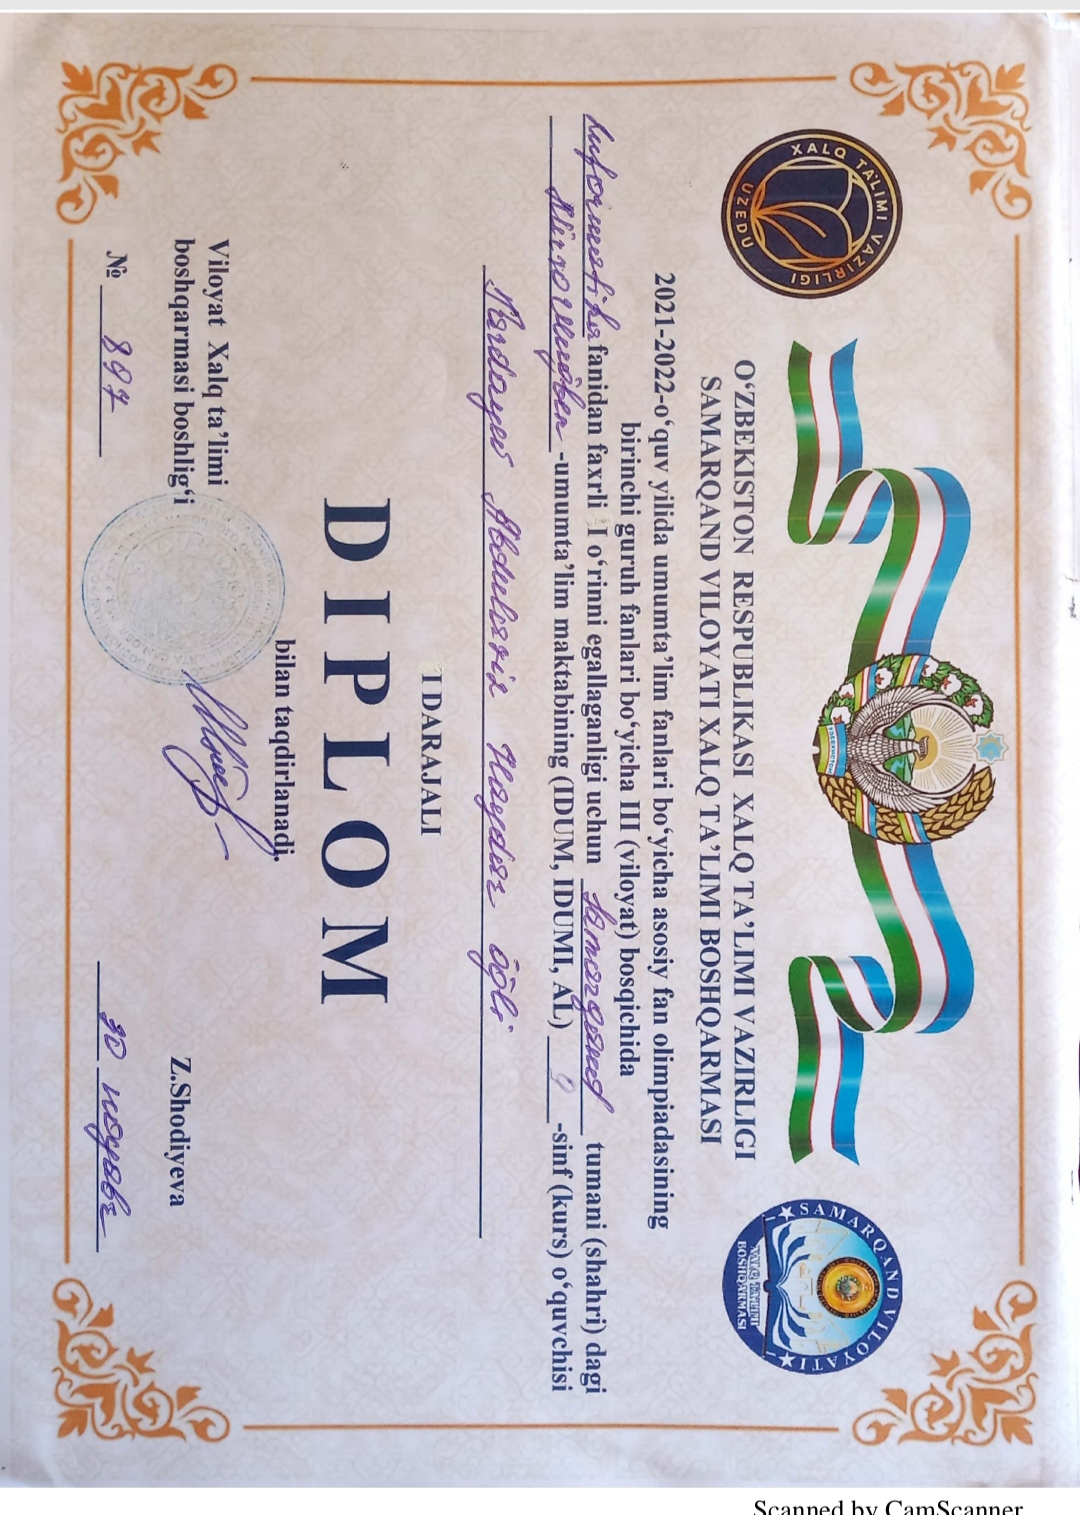 XALQ TA'LIMI VAZIRLIGI
UZEDU
SAMARQAND VILOYATI
XALQ TA'LIMI
BOSHQARMASI
O‘ZBEKISTON RESPUBLIKASI XALQ TA’LIMI VAZIRLIGI
SAMARQAND VILOYATI XALQ TA’LIMI BOSHQARMASI
2021-2022-o‘quv yilida umumta’lim fanlari bo‘yicha asosiy fan olimpiadasining
birinchi guruh fanlari bo‘yicha III (viloyat) bosqichida
informatika fanidan faxrli I o‘rinni egallaganligi uchun Samarqand tumani (shahri) dagi
-umumta’lim maktabining (IDUM, IDUMI, AL) 9 -sinf (kurs) o‘quvchisi
Abdulaziz Haydar o‘g‘li
I DARAJALI
DIPLOM
bilan taqdirlanadi.
Viloyat Xalq ta’limi
boshqarmasi boshlig‘i
Z.Shodiyeva
№ 897
30
Scanned by CamScanner